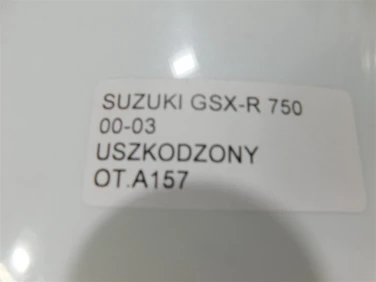 SUZUKI GSX-R 750
00-03
USZKODZONY
OT.A157